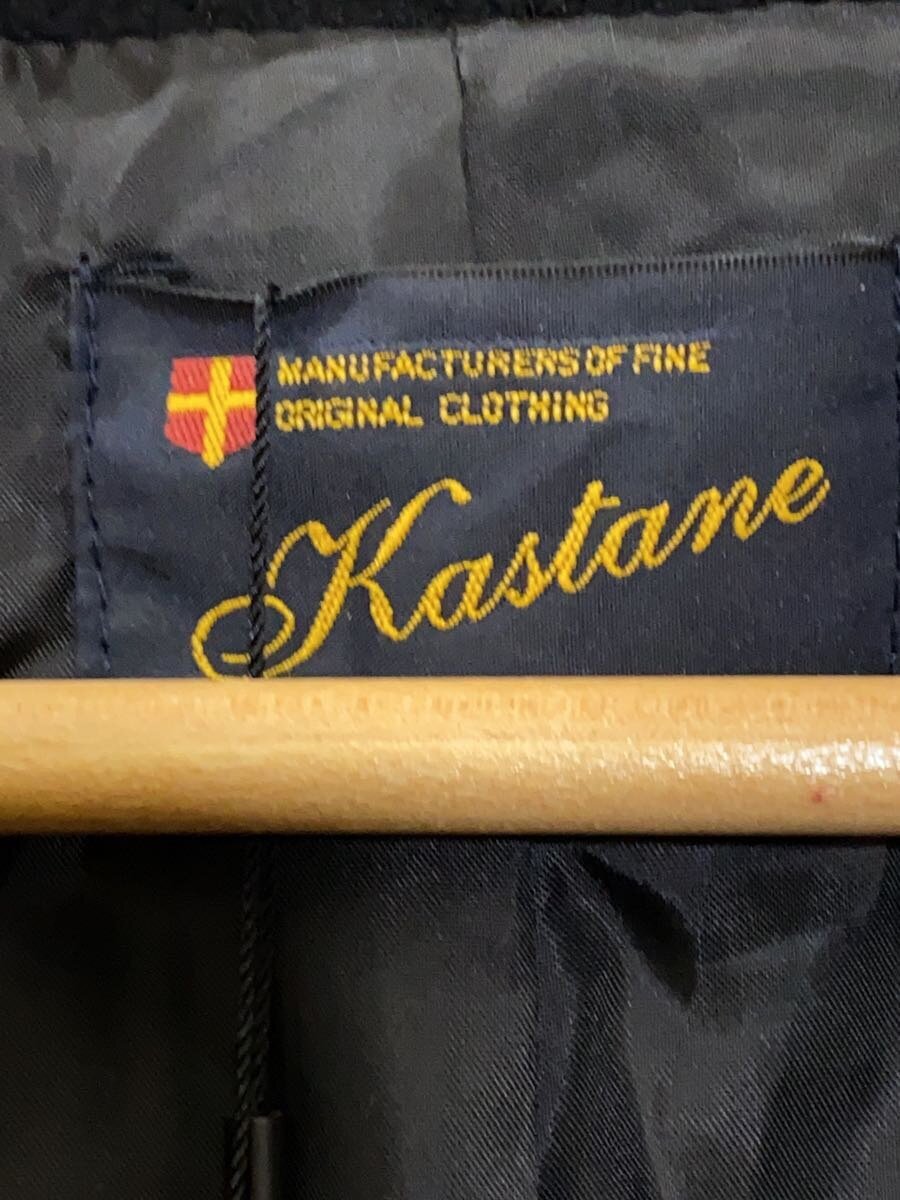 MANUFACTURERS OF FINE
ORIGINAL CLOTHING
Kastane